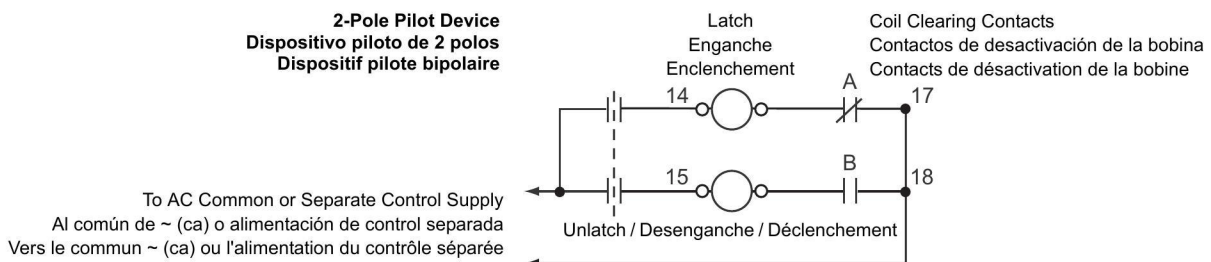 2-Pole Pilot Device
Dispositivo piloto de 2 polos
Dispositif pilote bipolaire
Latch
Enganche
Enclenchement
Coil Clearing Contacts
Contactos de desactivación de la bobina
Contacts de désactivation de la bobine
14
A
17
15
B
18
To AC Common or Separate Control Supply
Al común de ~ (ca) o alimentación de control separada
Vers le commun ~ (ca) ou l'alimentation du contrôle séparée
Unlatch / Desenganche / Déclenchement